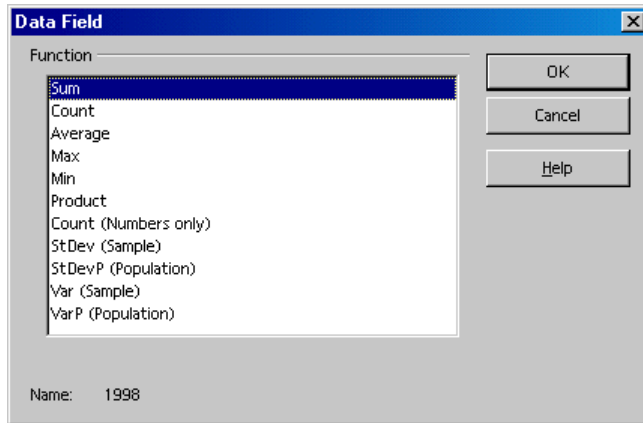 Data Field
Function
Sum
Count
Average
Max
Min
Product
Count (Numbers only)
StDev (Sample)
StDevP (Population)
Var (Sample)
VarP (Population)
OK
Cancel
Help
Name: 1998